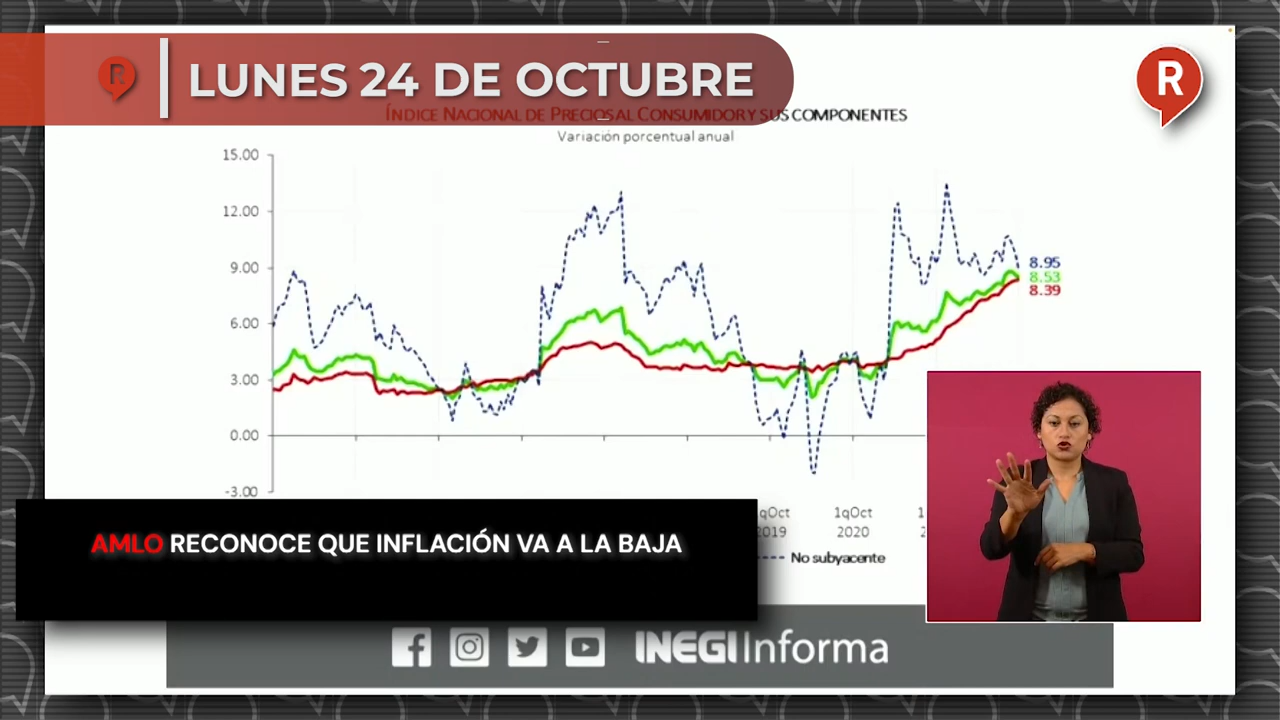 LUNES 24 DE OCTUBRE
R
R
ÍNDICE NACIONAL DE PRECIOS AL CONSUMIDOR Y SUS COMPONENTES
Variación porcentual anual
15.00
12.00
9.00
6.00
3.00
0.00
-3.00
8.95
8.53
8.39
1qOct
2019
1qOct
2020
1
2
No subyacente
AMLO RECONOCE QUE INFLACIÓN VA A LA BAJA
INEGI Informa